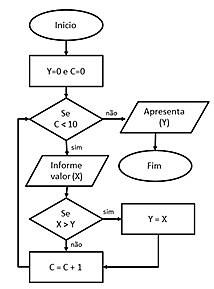 Inicio
Y=0 e C=0
Se
C < 10
não
Apresenta
(Y)
sim
Informe
valor (X)
Fim
Se
X > Y
sim
Y = X
não
C = C + 1